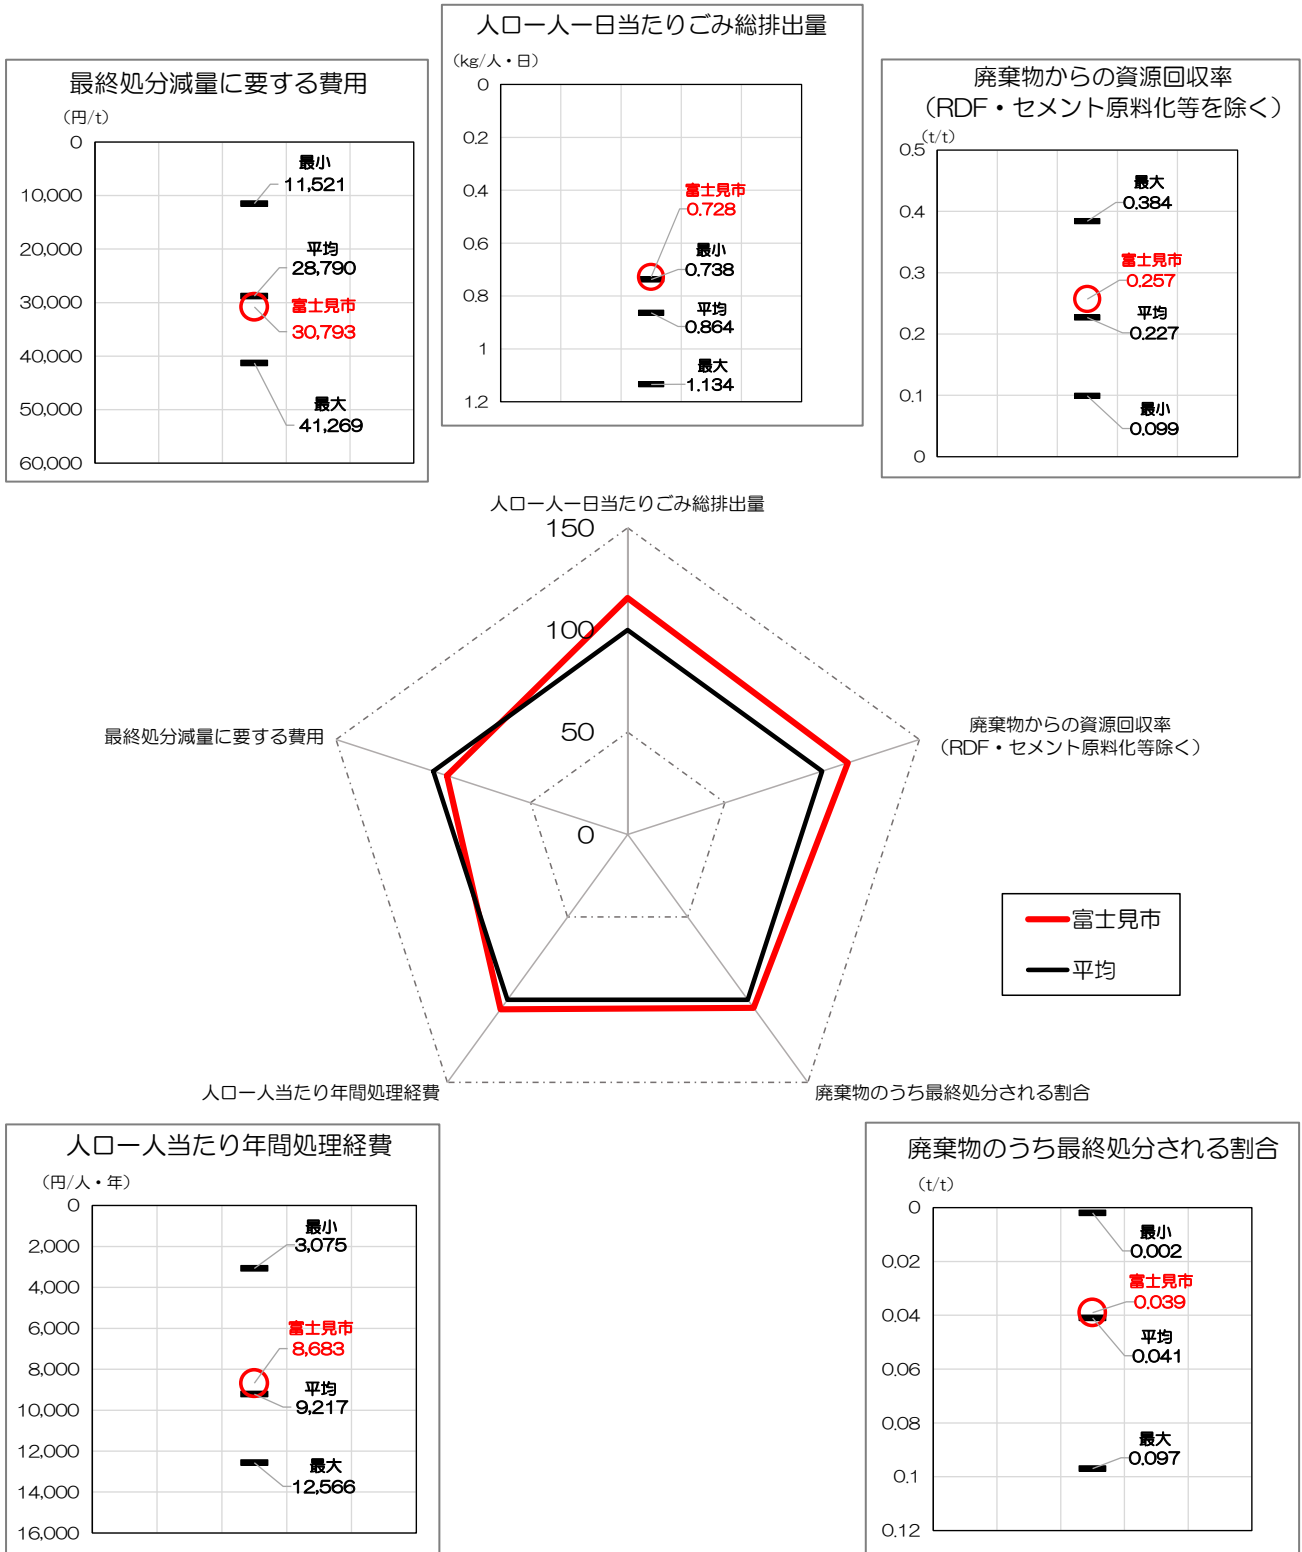 人口一人一日当たりごみ総排出量
（kg/人・日）
0
0.2
0.4
0.6
0.8
1
1.2
富士見市
0.728
最小
0.738
平均
0.864
最大
1.134
最終処分減量に要する費用
（円/t）
0
10,000
20,000
30,000
40,000
50,000
60,000
最小
11,521
平均
28,790
富士見市
30,793
最大
41,269
廃棄物からの資源回収率
（RDF・セメント原料化等を除く）
（t/t）
0.5
0.4
0.3
0.2
0.1
0
最大
0.384
富士見市
0.257
平均
0.227
最小
0.099
人口一人一日当たりごみ総排出量
150
100
50
0
最終処分減量に要する費用
廃棄物からの資源回収率
（RDF・セメント原料化等除く）
富士見市
平均
人口一人当たり年間処理経費
廃棄物のうち最終処分される割合
人口一人当たり年間処理経費
（円/人・年）
0
2,000
4,000
6,000
8,000
10,000
12,000
14,000
16,000
最小
3,075
富士見市
8,683
平均
9,217
最大
12,566
廃棄物のうち最終処分される割合
（t/t）
0
0.02
0.04
0.06
0.08
0.1
0.12
最小
0.002
富士見市
0.039
平均
0.041
最大
0.097